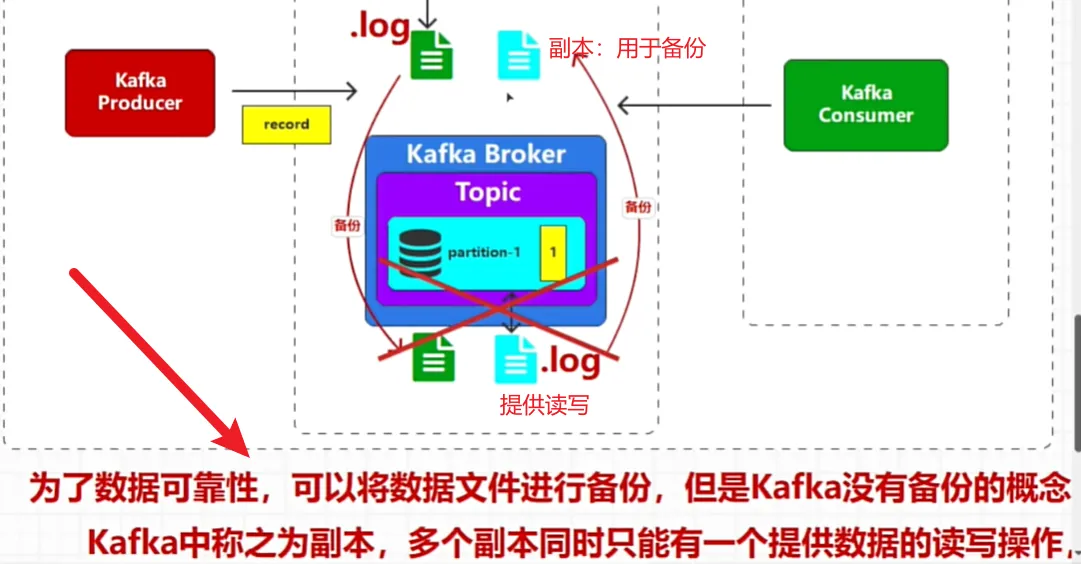 .log
副本：用于备份
Kafka
Producer
record
Kafka
Consumer
Kafka Broker
Topic
备份
备份
partition-1
1
.log
提供读写
为了数据可靠性，可以将数据文件进行备份，但是Kafka没有备份的概念
Kafka中称之为副本，多个副本同时只能有一个提供数据的读写操作，